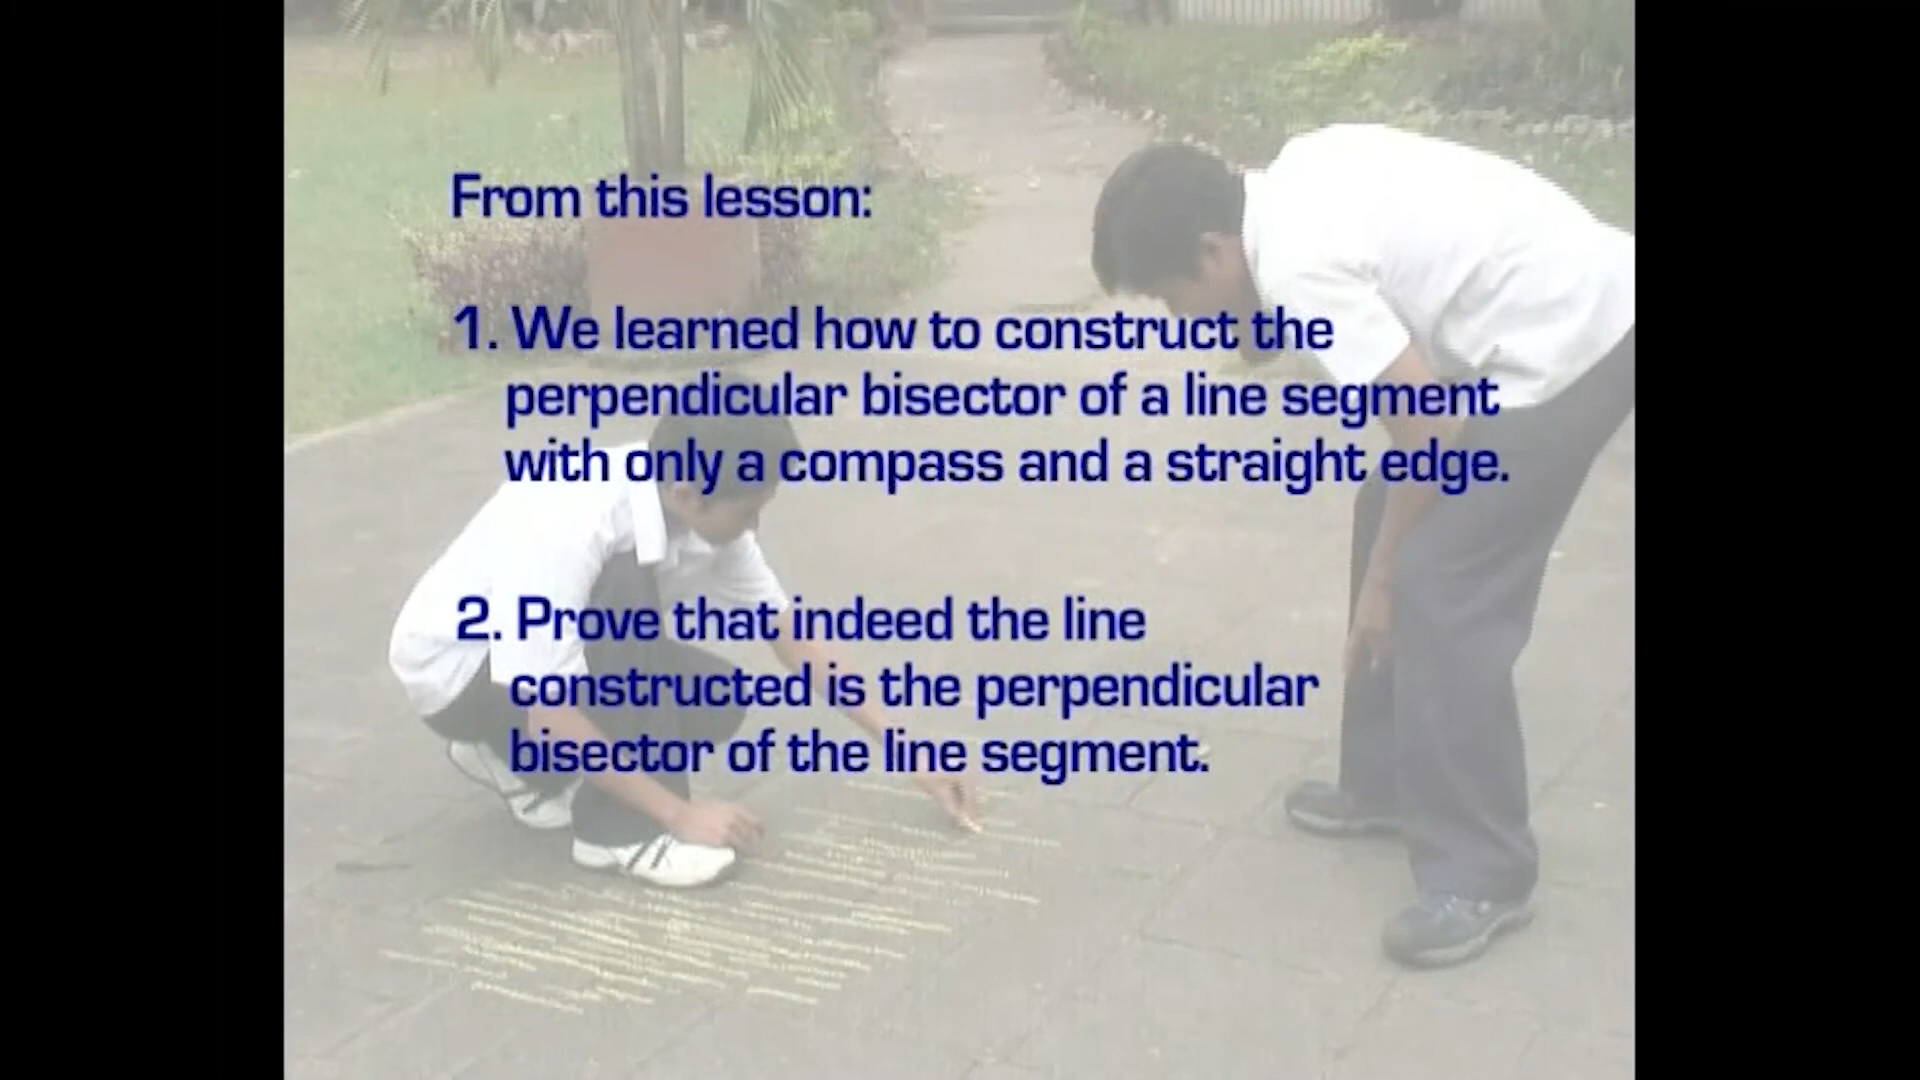 From this lesson:
1. We learned how to construct the
perpendicular bisector of a line segment
with only a compass and a straight edge.
2. Prove that indeed the line
constructed is the perpendicular
bisector of the line segment.